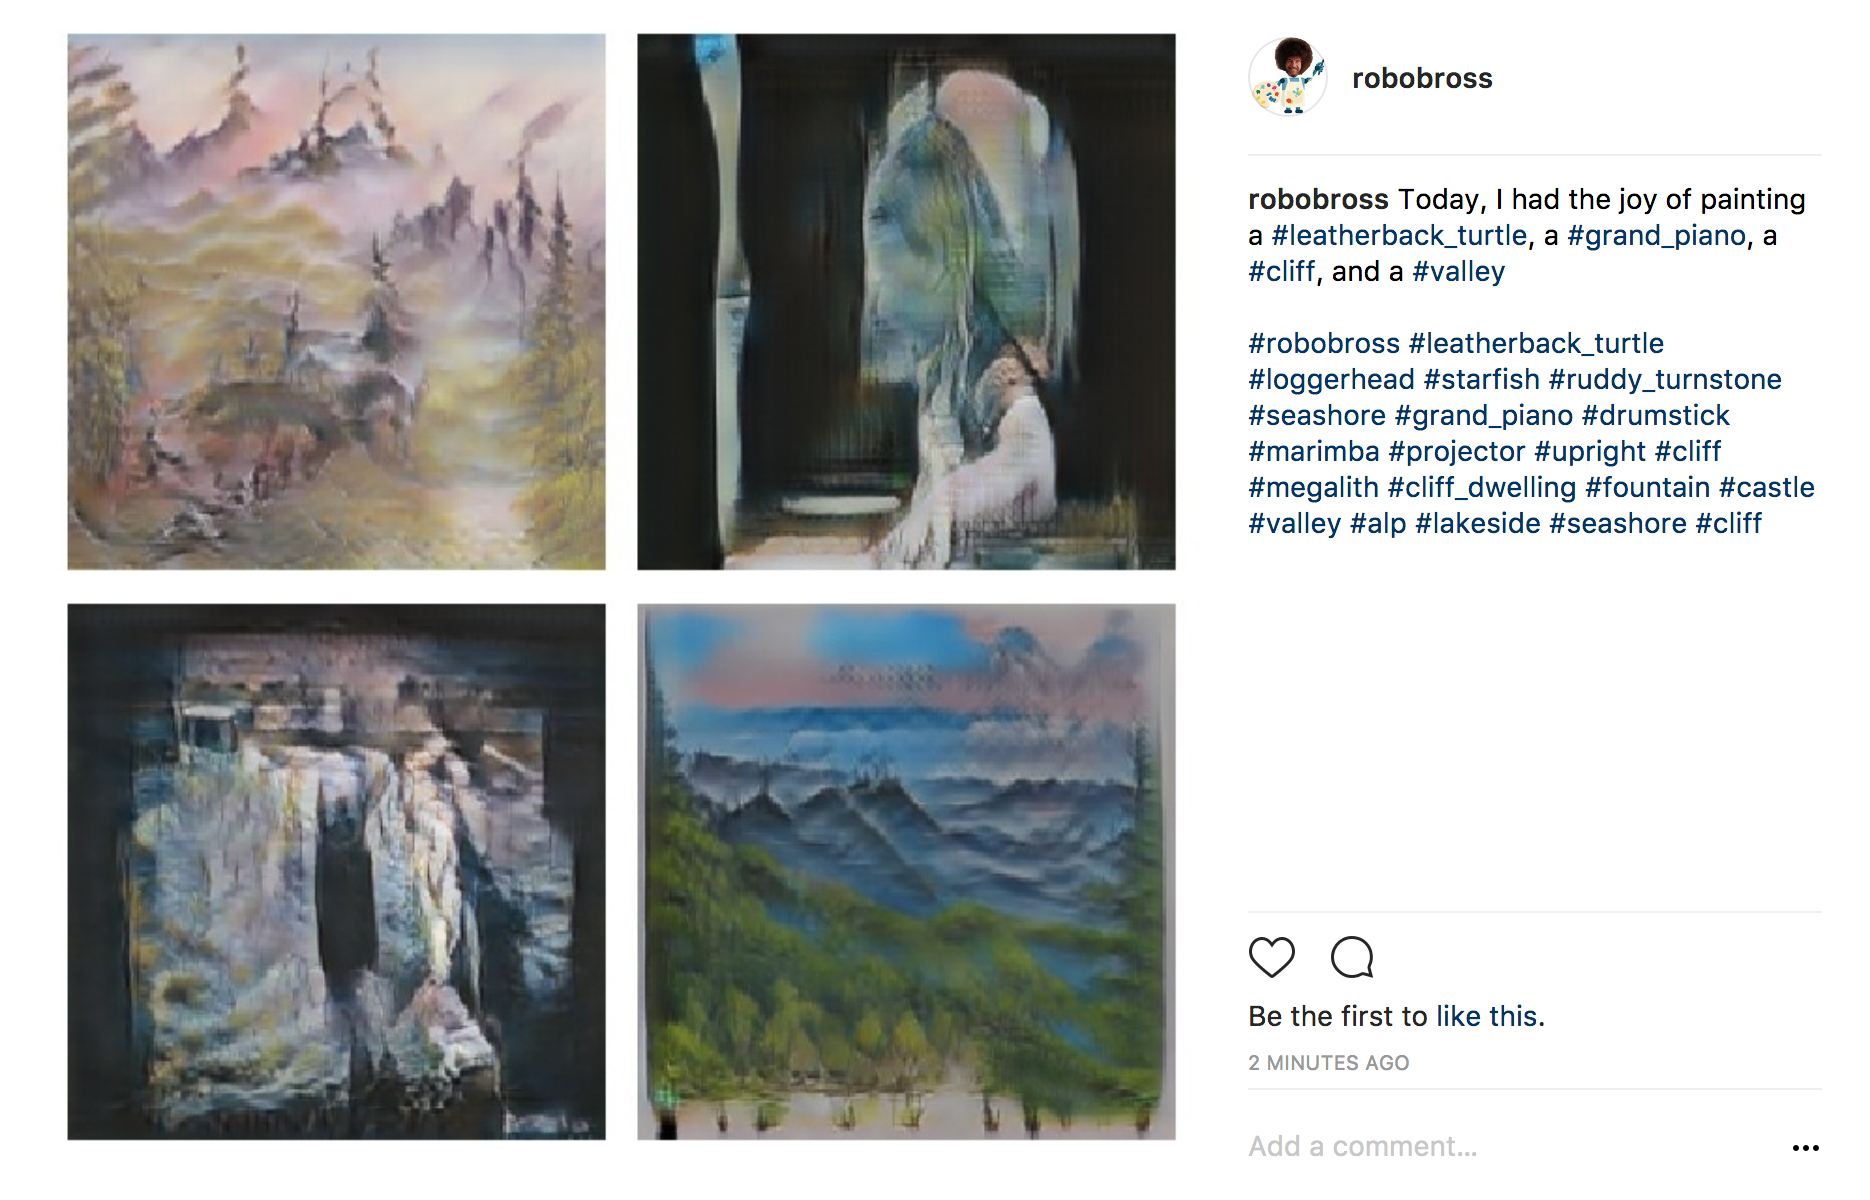 robobross
robobross Today, I had the joy of painting
a #leatherback_turtle, a #grand_piano, a
#cliff, and a #valley
#robobross #leatherback_turtle
#loggerhead #starfish #ruddy_turnstone
#seashore #grand_piano #drumstick
#marimba #projector #upright #cliff
#megalith #cliff_dwelling #fountain #castle
#valley #alp #lakeside #seashore #cliff
Be the first to like this.
2 MINUTES AGO
Add a comment...